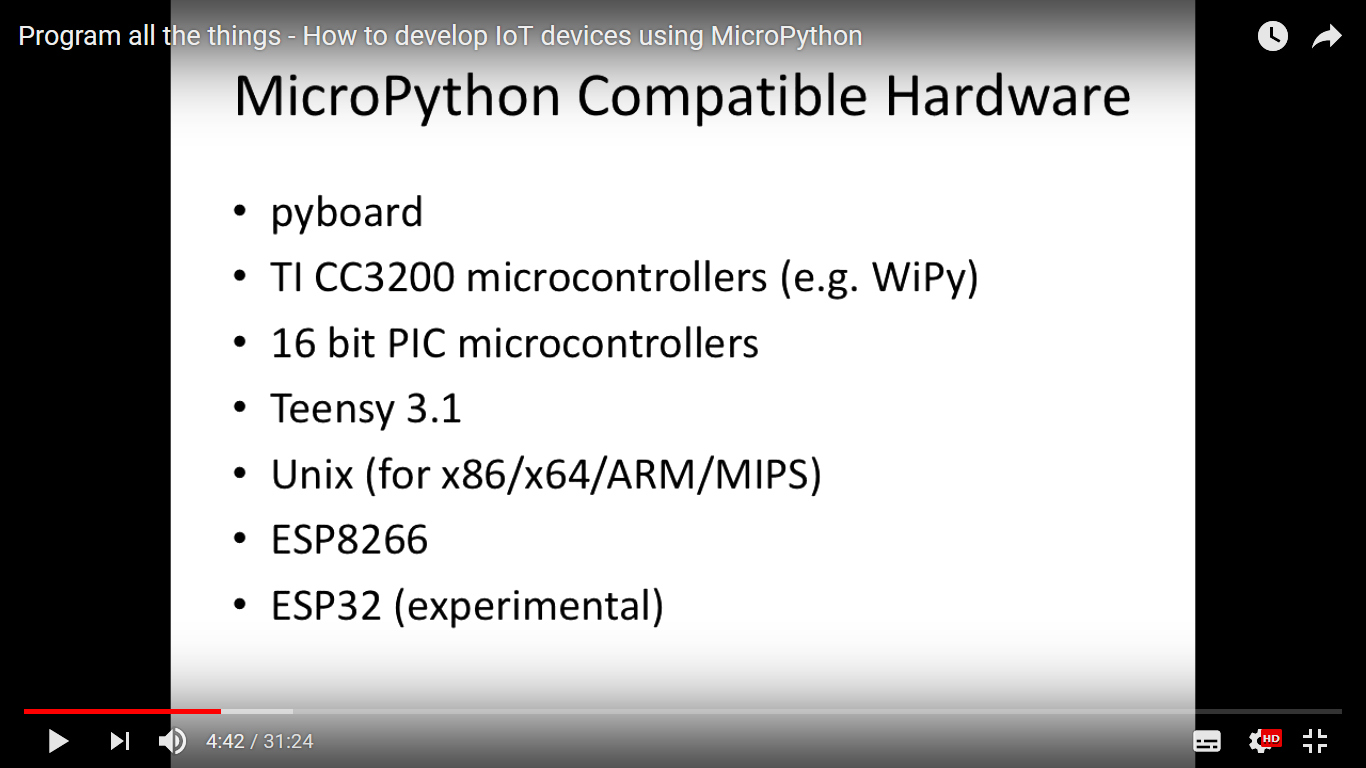 Program all the things - How to develop IoT devices using MicroPython
MicroPython Compatible Hardware
• pyboard
• TI CC3200 microcontrollers (e.g. WiPy)
• 16 bit PIC microcontrollers
• Teensy 3.1
• Unix (for x86/x64/ARM/MIPS)
• ESP8266
• ESP32 (experimental)
4:42 / 31:24
HD